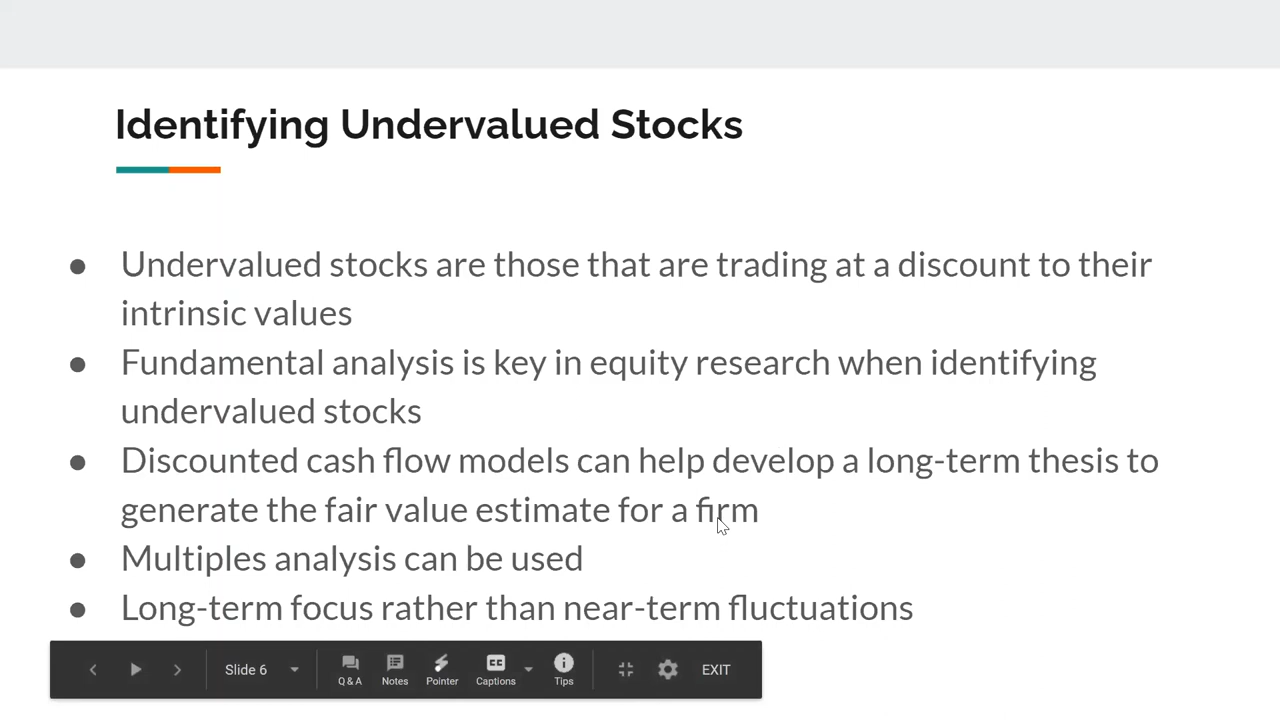 Identifying Undervalued Stocks
● Undervalued stocks are those that are trading at a discount to their
intrinsic values
● Fundamental analysis is key in equity research when identifying
undervalued stocks
● Discounted cash flow models can help develop a long-term thesis to
generate the fair value estimate for a firm
● Multiples analysis can be used
● Long-term focus rather than near-term fluctuations
Slide 6 Q & A Notes Pointer CC Captions Tips EXIT